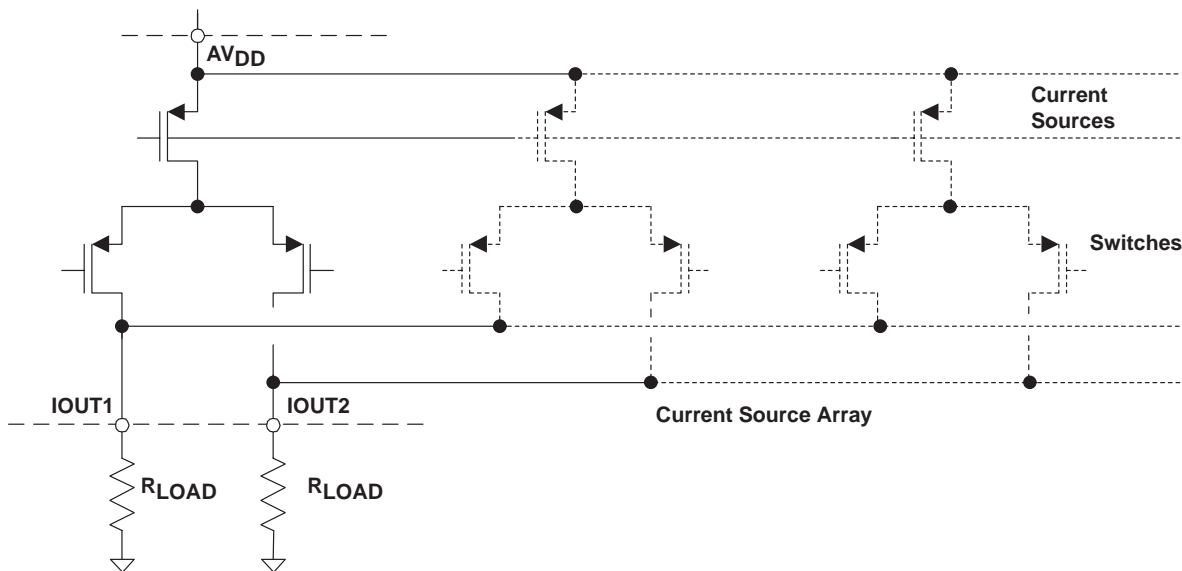 AVDD
Current
Sources
Switches
IOUT1
IOUT2
Current Source Array
RLOAD
RLOAD